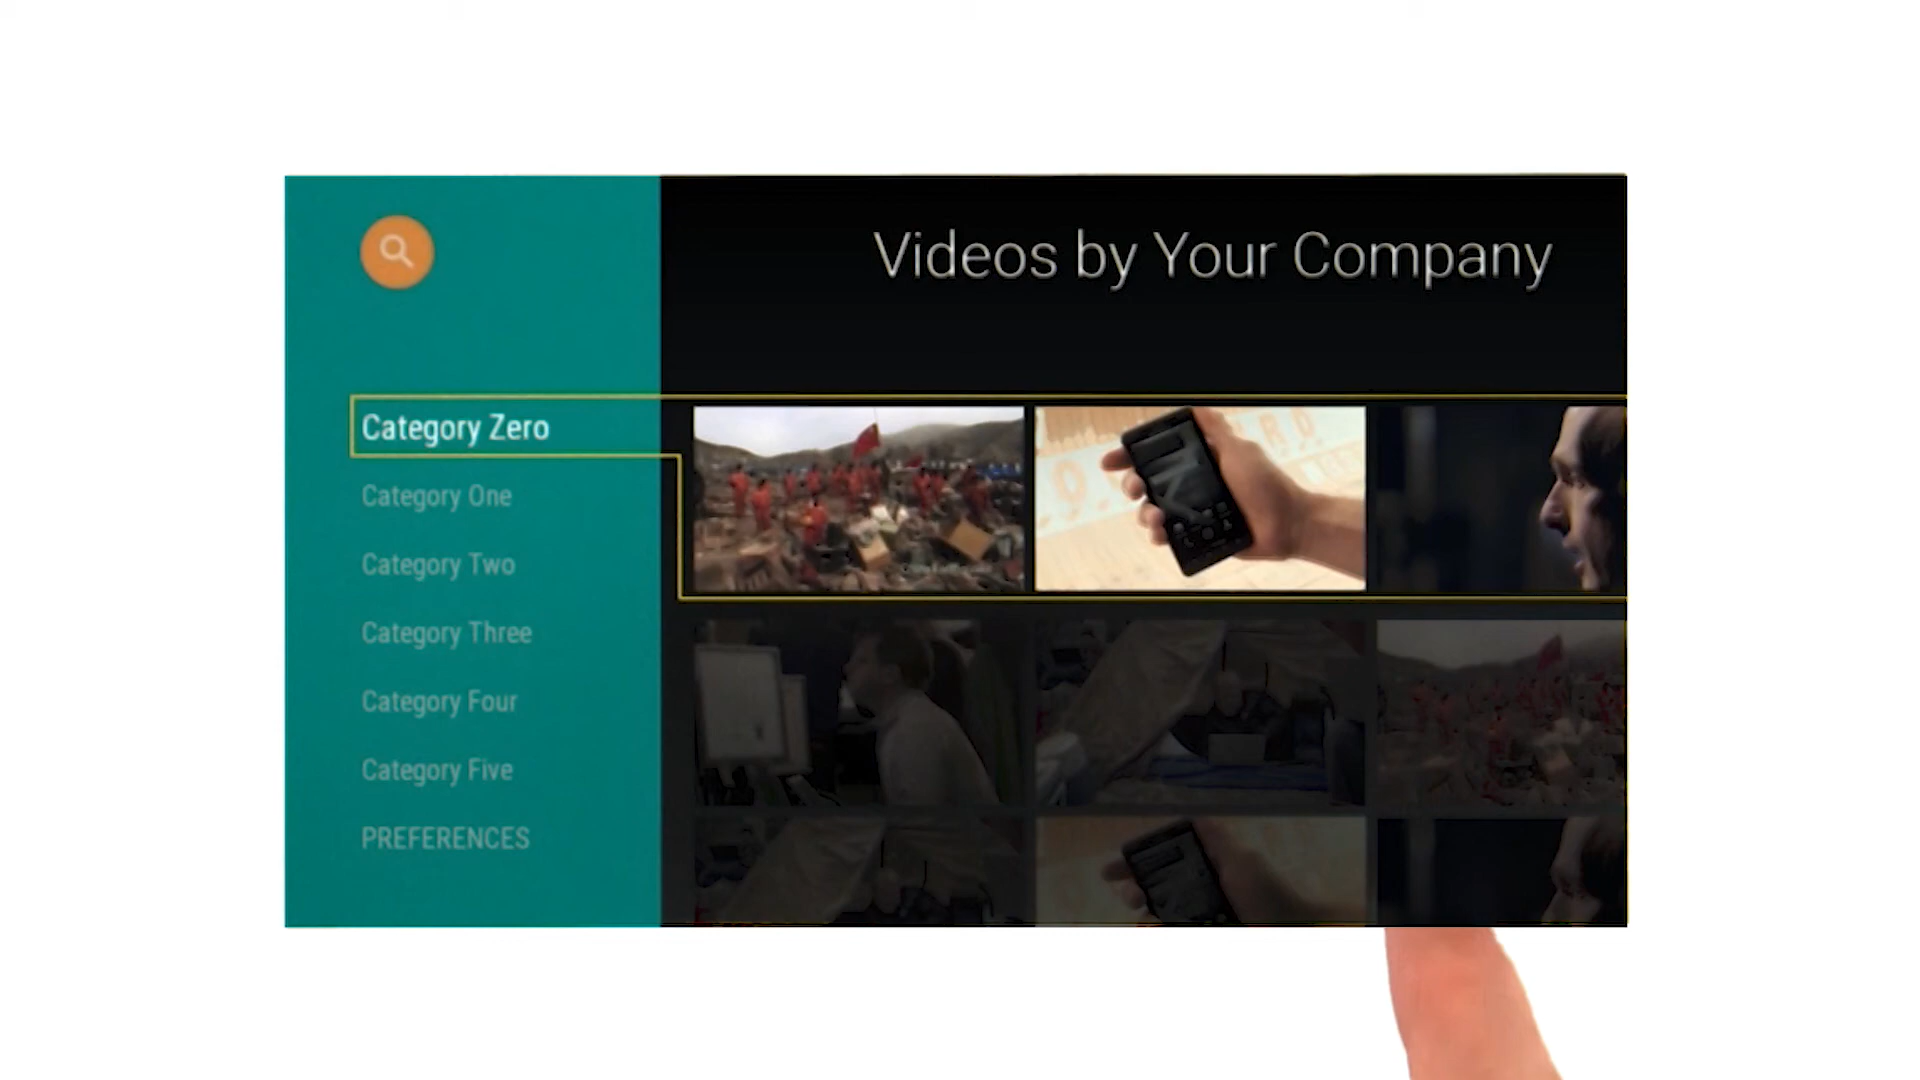 Videos by Your Company
Category Zero
Category One
Category Two
Category Three
Category Four
Category Five
PREFERENCES